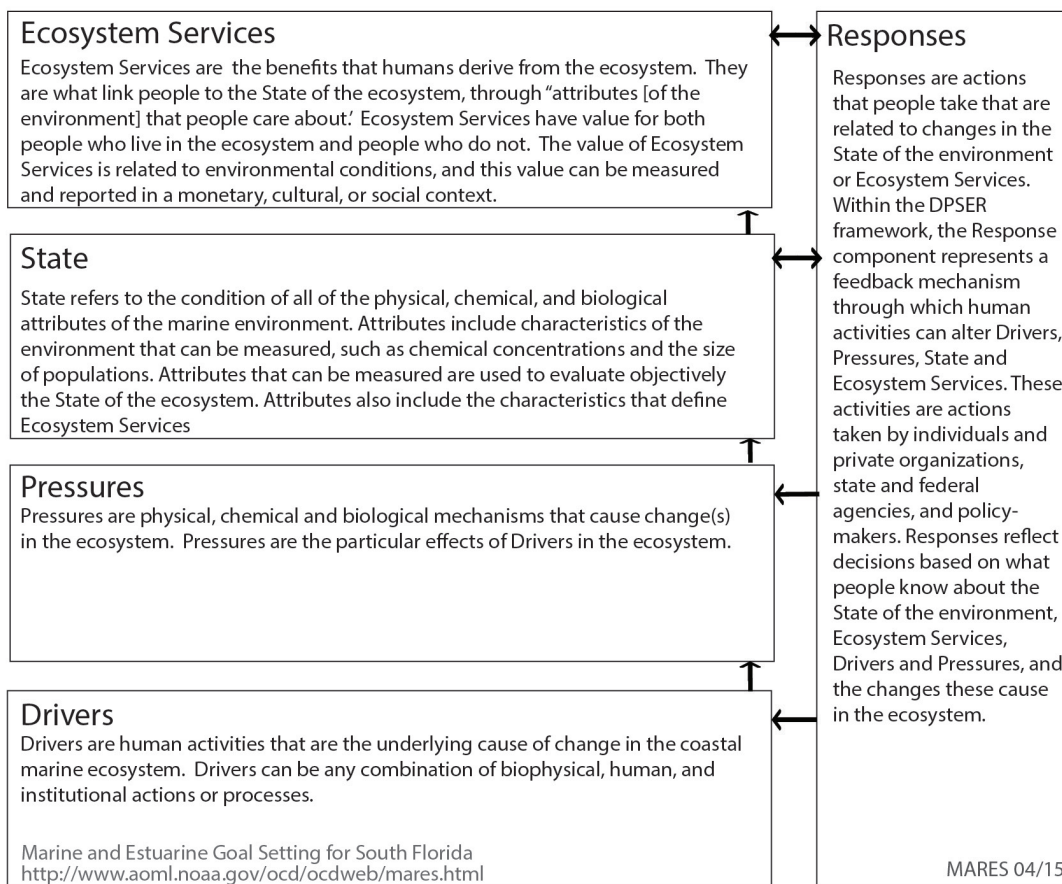 Ecosystem Services
Ecosystem Services are the benefits that humans derive from the ecosystem. They
are what link people to the State of the ecosystem, through “attributes [of the
environment] that people care about.’ Ecosystem Services have value for both
people who live in the ecosystem and people who do not. The value of Ecosystem
Services is related to environmental conditions, and this value can be measured
and reported in a monetary, cultural, or social context.
State
State refers to the condition of all of the physical, chemical, and biological
attributes of the marine environment. Attributes include characteristics of the
environment that can be measured, such as chemical concentrations and the size
of populations. Attributes that can be measured are used to evaluate objectively
the State of the ecosystem. Attributes also include the characteristics that define
Ecosystem Services
Pressures
Pressures are physical, chemical and biological mechanisms that cause change(s)
in the ecosystem. Pressures are the particular effects of Drivers in the ecosystem.
Drivers
Drivers are human activities that are the underlying cause of change in the coastal
marine ecosystem. Drivers can be any combination of biophysical, human, and
institutional actions or processes.
Marine and Estuarine Goal Setting for South Florida
http://www.aoml.noaa.gov/ocd/ocdweb/mares.html
Responses
Responses are actions
that people take that are
related to changes in the
State of the environment
or Ecosystem Services.
Within the DPSER
framework, the Response
component represents a
feedback mechanism
through which human
activities can alter Drivers,
Pressures, State and
Ecosystem Services. These
activities are actions
taken by individuals and
private organizations,
state and federal
agencies, and policy-
makers. Responses reflect
decisions based on what
people know about the
State of the environment,
Ecosystem Services,
Drivers and Pressures, and
the changes these cause
in the ecosystem.
MARES 04/15